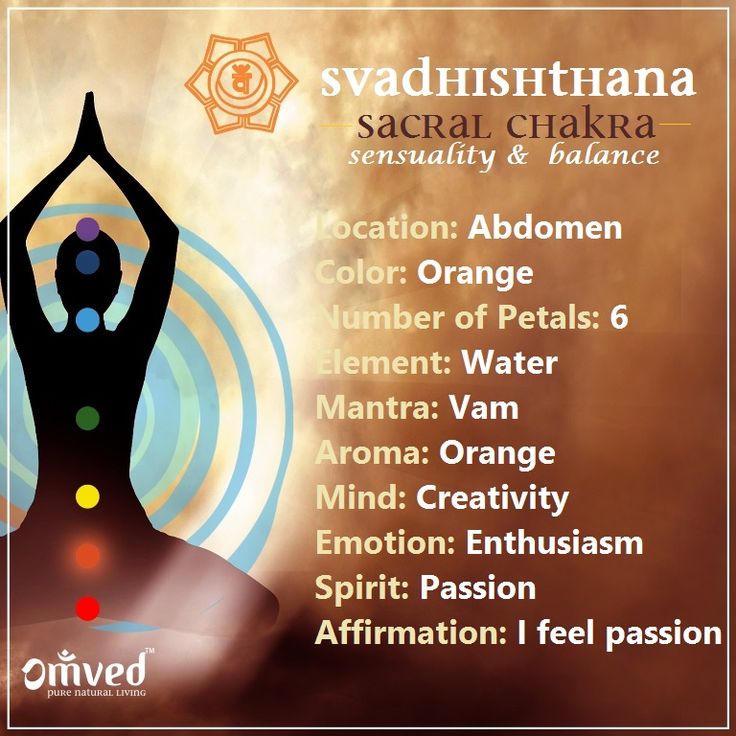 वं
svadhishthana
sacral chakra
sensuality & balance
Location: Abdomen
Color: Orange
Number of Petals: 6
Element: Water
Mantra: Vam
Aroma: Orange
Mind: Creativity
Emotion: Enthusiasm
Spirit: Passion
Affirmation: I feel passion
omved™
PURE NATURAL LIVING